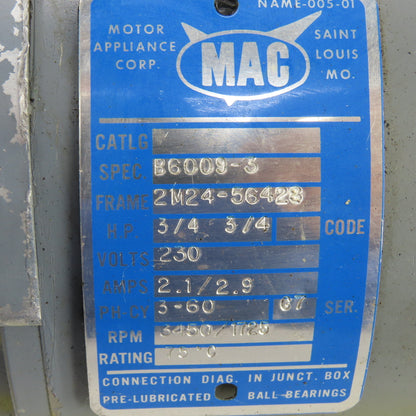 NAME-005-01
MOTOR APPLIANCE CORP.
MAC
SAINT LOUIS MO.
CATLG
SPEC. B6009-3
FRAME 2M24-56428
H.P. 3/4 3/4 CODE
VOLTS 230
AMPS 2.1/2.9
PH-CY 3-60 07 SER.
RPM 3450/1725
RATING
CONNECTION DIAG. IN JUNCT. BOX
PRE-LUBRICATED BALL-BEARINGS